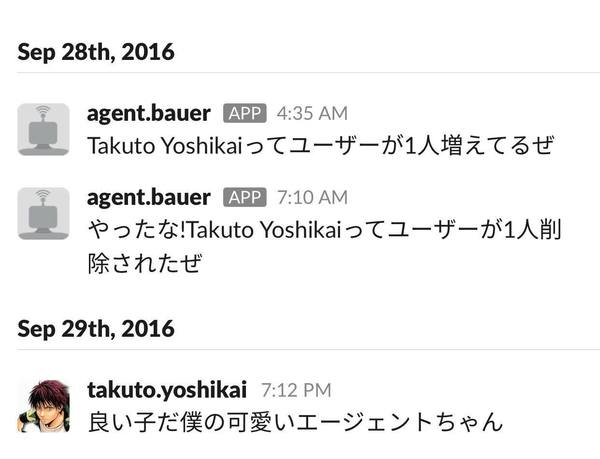 Sep 28th, 2016
agent.bauer APP 4:35 AM
Takuto Yoshikaiってユーザーが1人増えてるぜ
agent.bauer APP 7:10 AM
やったな!Takuto Yoshikaiってユーザーが1人削
除されたぜ
Sep 29th, 2016
takuto.yoshikai 7:12 PM
良い子だ僕の可愛いエージェントちゃん